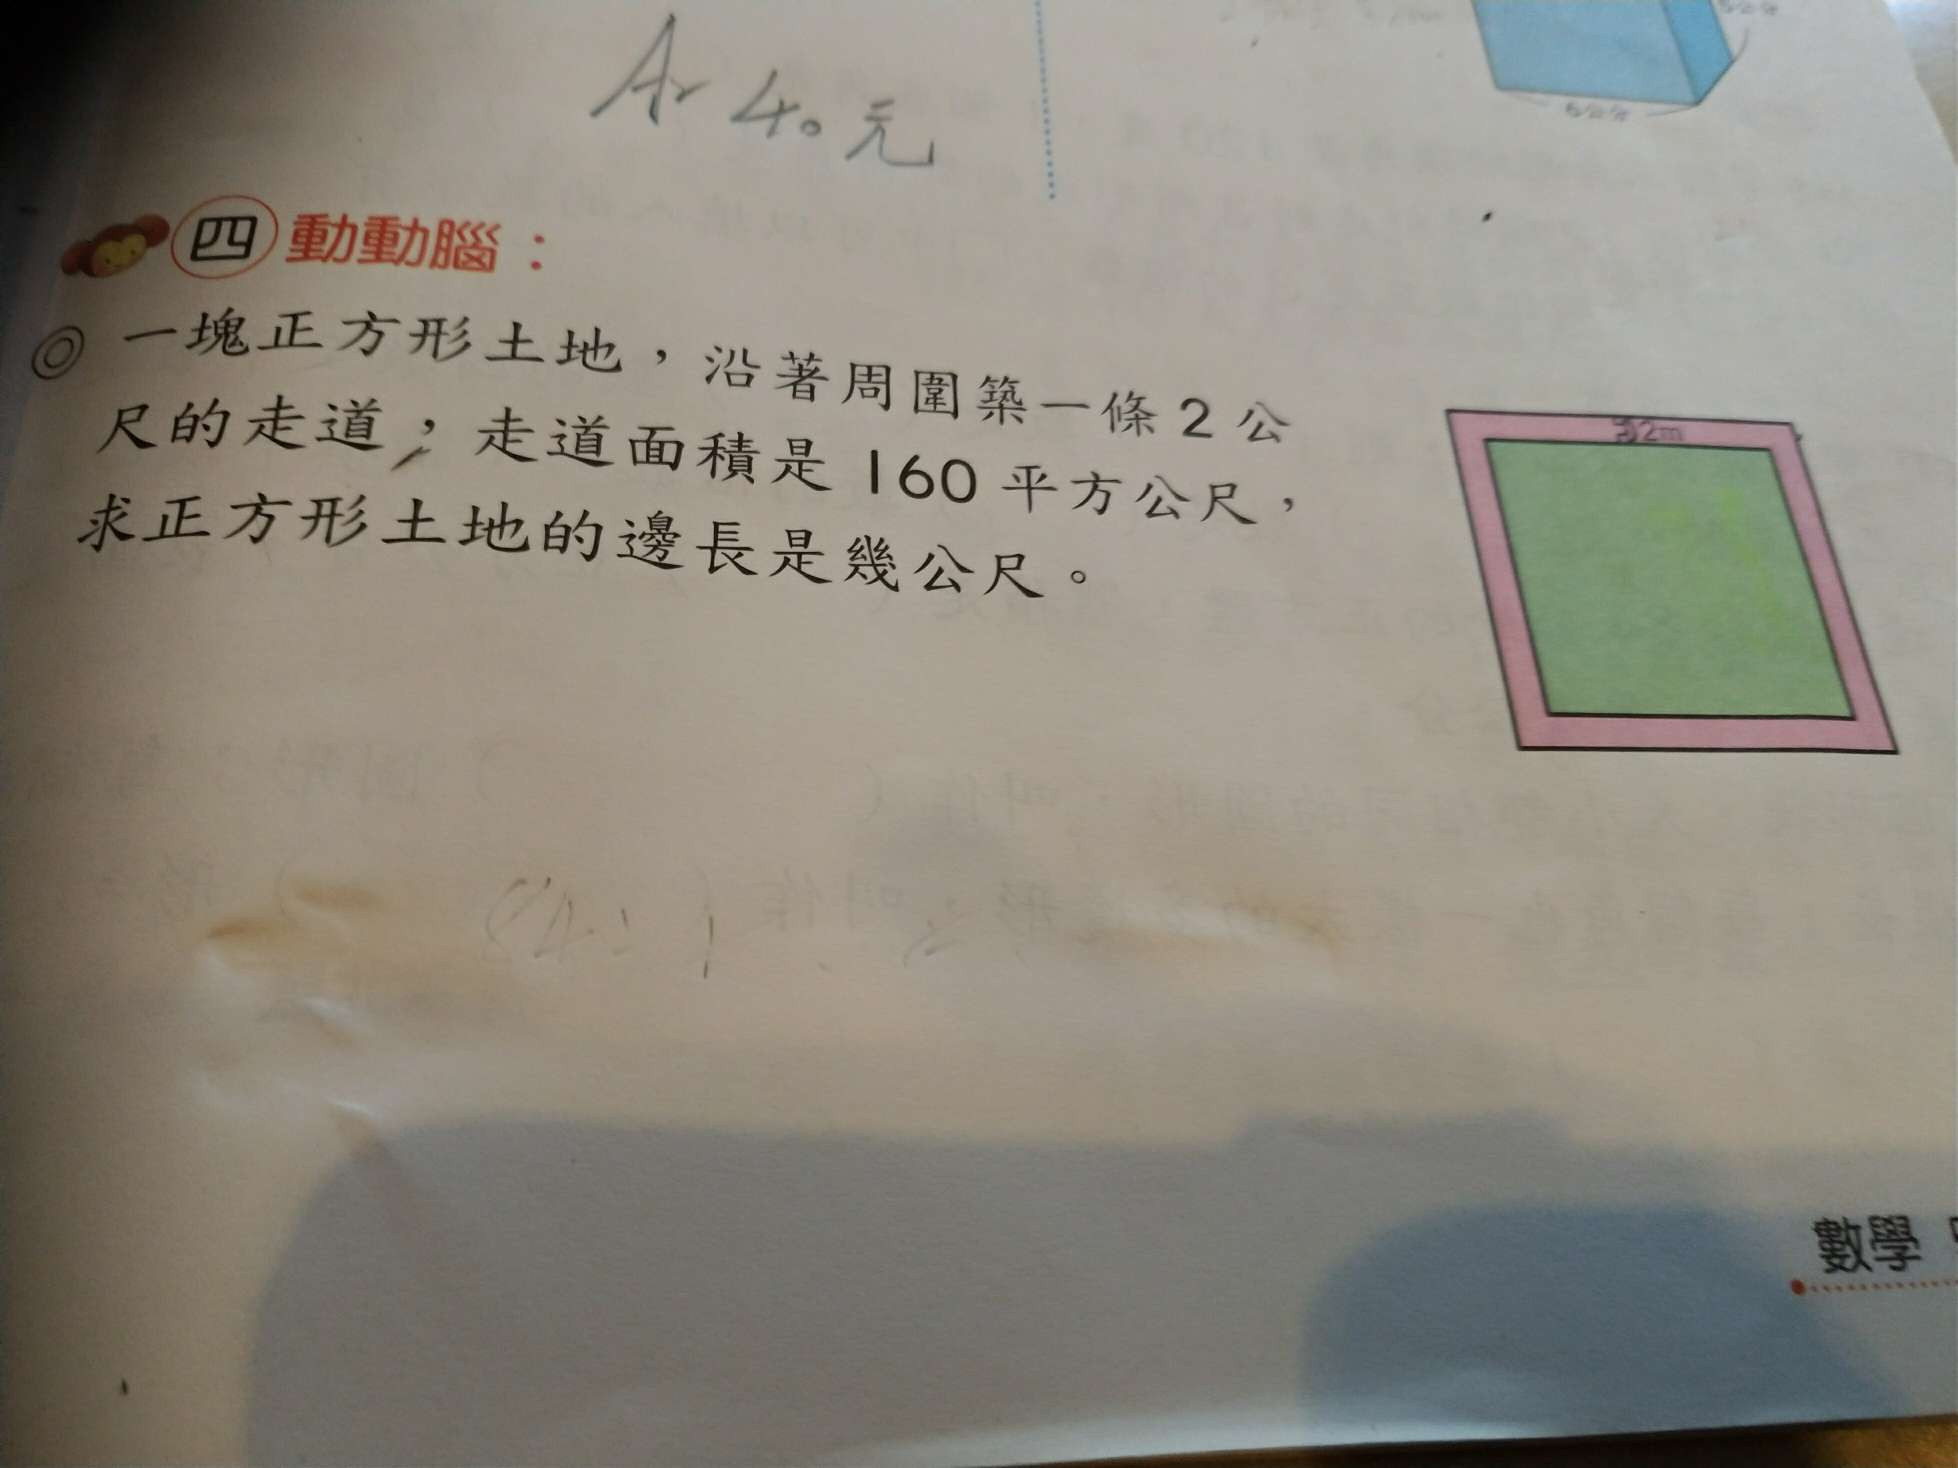 A 40元
四 動動腦：
◎ 一塊正方形土地，沿著周圍築一條2公
尺的走道，走道面積是160平方公尺，
求正方形土地的邊長是幾公尺。
2m
數學